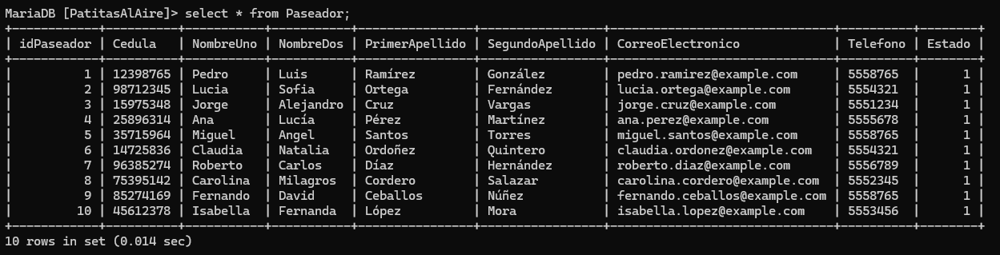 MariaDB [PatitasAlAire]> select * from Paseador;
+------------+----------+-----------+-----------+----------------+-----------------+------------------------------+----------+--------+
| idPaseador | Cedula   | NombreUno | NombreDos | PrimerApellido | SegundoApellido | CorreoElectronico            | Telefono | Estado |
+------------+----------+-----------+-----------+----------------+-----------------+------------------------------+----------+--------+
|          1 | 12398765 | Pedro     | Luis      | Ramírez        | González        | pedro.ramirez@example.com    | 5558765  |      1 |
|          2 | 98712345 | Lucia     | Sofia     | Ortega         | Fernández       | lucia.ortega@example.com     | 5554321  |      1 |
|          3 | 15975348 | Jorge     | Alejandro | Cruz           | Vargas          | jorge.cruz@example.com       | 5551234  |      1 |
|          4 | 25896314 | Ana       | Lucía     | Pérez          | Martínez        | ana.perez@example.com        | 5555678  |      1 |
|          5 | 35715964 | Miguel    | Angel     | Santos         | Torres          | miguel.santos@example.com    | 5558765  |      1 |
|          6 | 14725836 | Claudia   | Natalia   | Ordoñez        | Quintero        | claudia.ordonez@example.com  | 5554321  |      1 |
|          7 | 96385274 | Roberto   | Carlos    | Díaz           | Hernández       | roberto.diaz@example.com     | 5556789  |      1 |
|          8 | 75395142 | Carolina  | Milagros  | Cordero        | Salazar         | carolina.cordero@example.com | 5552345  |      1 |
|          9 | 85274169 | Fernando  | David     | Ceballos       | Núñez           | fernando.ceballos@example.com | 5558765  |      1 |
|         10 | 45612378 | Isabella  | Fernanda  | López          | Mora            | isabella.lopez@example.com   | 5553456  |      1 |
+------------+----------+-----------+-----------+----------------+-----------------+------------------------------+----------+--------+
10 rows in set (0.014 sec)